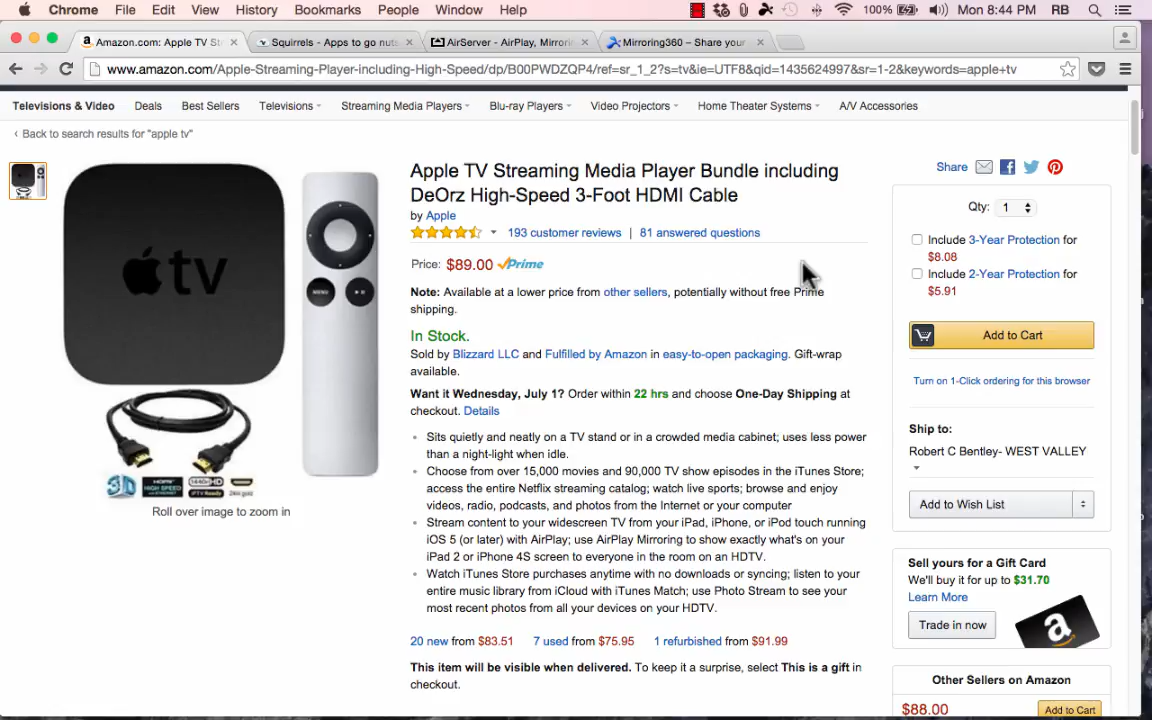 Chrome File Edit View History Bookmarks People Window Help 100% Mon 8:44 PM RB
Amazon.com: Apple TV St
Squirrels - Apps to go nuts
AirServer - AirPlay, Mirrorin
Mirroring360 – Share your
www.amazon.com/Apple-Streaming-Player-including-High-Speed/dp/B00PWDZQP4/ref=sr_1_2?s=tv&ie=UTF8&qid=1435624997&sr=1-2&keywords=apple+tv
Televisions & Video Deals Best Sellers Televisions Streaming Media Players Blu-ray Players Video Projectors Home Theater Systems A/V Accessories
‹ Back to search results for "apple tv"
tv
MENU
3D HDMI HIGH SPEED 1440HD
Roll over image to zoom in
Apple TV Streaming Media Player Bundle including
DeOrz High-Speed 3-Foot HDMI Cable
by Apple
193 customer reviews | 81 answered questions
Price: $89.00 Prime
Note: Available at a lower price from other sellers, potentially without free Prime
shipping.
In Stock.
Sold by Blizzard LLC and Fulfilled by Amazon in easy-to-open packaging. Gift-wrap
available.
Want it Wednesday, July 1? Order within 22 hrs and choose One-Day Shipping at
checkout. Details
• Sits quietly and neatly on a TV stand or in a crowded media cabinet; uses less power
than a night-light when idle.
• Choose from over 15,000 movies and 90,000 TV show episodes in the iTunes Store;
access the entire Netflix streaming catalog; watch live sports; browse and enjoy
videos, radio, podcasts, and photos from the Internet or your computer
• Stream content to your widescreen TV from your iPad, iPhone, or iPod touch running
iOS 5 (or later) with AirPlay; use AirPlay Mirroring to show exactly what's on your
iPad 2 or iPhone 4S screen to everyone in the room on an HDTV.
• Watch iTunes Store purchases anytime with no downloads or syncing; listen to your
entire music library from iCloud with iTunes Match; use Photo Stream to see your
most recent photos from all your devices on your HDTV.
20 new from $83.51 7 used from $75.95 1 refurbished from $91.99
This item will be visible when delivered. To keep it a surprise, select This is a gift in
checkout.
Share
Qty: 1
Include 3-Year Protection for
$8.08
Include 2-Year Protection for
$5.91
Add to Cart
Turn on 1-Click ordering for this browser
Ship to:
Robert C Bentley- WEST VALLEY
Add to Wish List
Sell yours for a Gift Card
We'll buy it for up to $31.70
Learn More
Trade in now
a
Other Sellers on Amazon
$88.00 Add to Cart